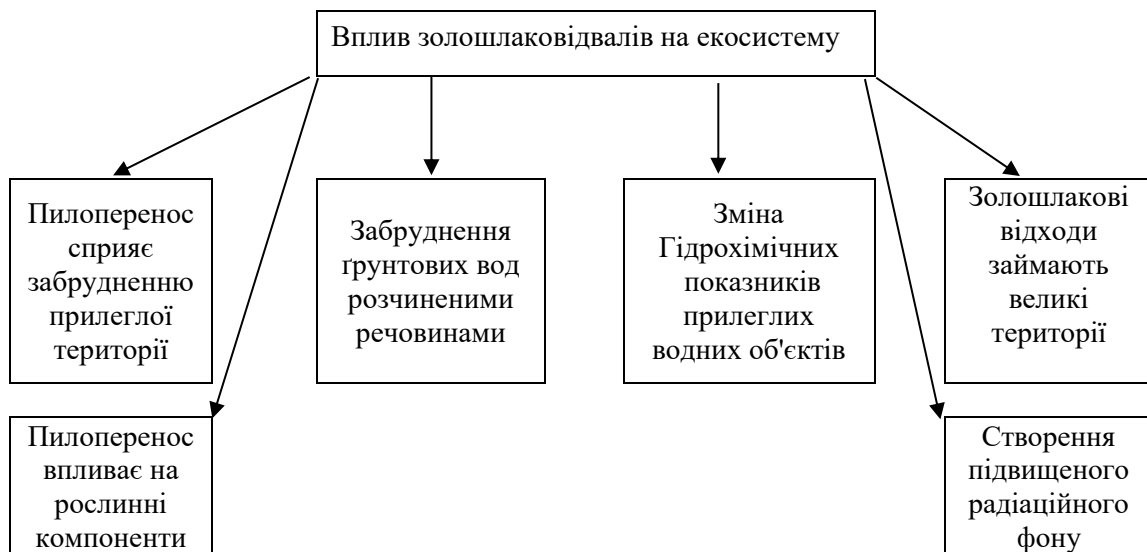 Вплив золошлаковідвалів на екосистему
Пилоперенос
сприяє
забрудненню
прилеглої
території
Забруднення
ґрунтових вод
розчиненими
речовинами
Зміна
Гідрохімічних
показників
прилеглих
водних об'єктів
Золошлакові
відходи
займають
великі
території
Пилоперенос
впливає на
рослинні
компоненти
Створення
підвищеного
радіаційного
фону